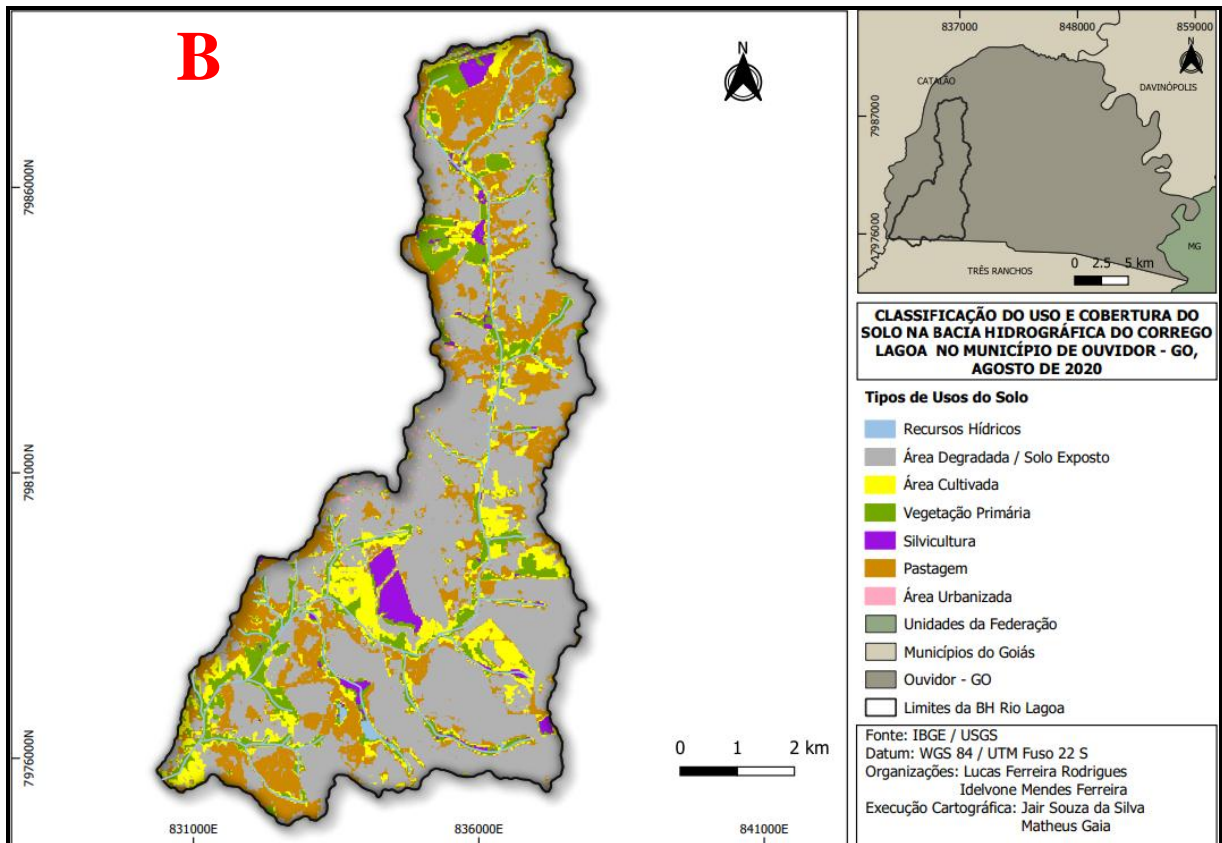 B
N
7986000N
7981000N
7976000N
831000E
836000E
841000E
0 1 2 km
837000
848000
859000
7987000
7976000
N
CATALÃO
DAVINÓPOLIS
MG
TRÊS RANCHOS
0 2.5 5 km
CLASSIFICAÇÃO DO USO E COBERTURA DO
SOLO NA BACIA HIDROGRÁFICA DO CORREGO
LAGOA NO MUNICÍPIO DE OUVIDOR - GO,
AGOSTO DE 2020
Tipos de Usos do Solo
Recursos Hídricos
Área Degradada / Solo Exposto
Área Cultivada
Vegetação Primária
Silvicultura
Pastagem
Área Urbanizada
Unidades da Federação
Municípios do Goiás
Ouvidor - GO
Limites da BH Rio Lagoa
Fonte: IBGE / USGS
Datum: WGS 84 / UTM Fuso 22 S
Organizações: Lucas Ferreira Rodrigues
Idelvone Mendes Ferreira
Execução Cartográfica: Jair Souza da Silva
Matheus Gaia